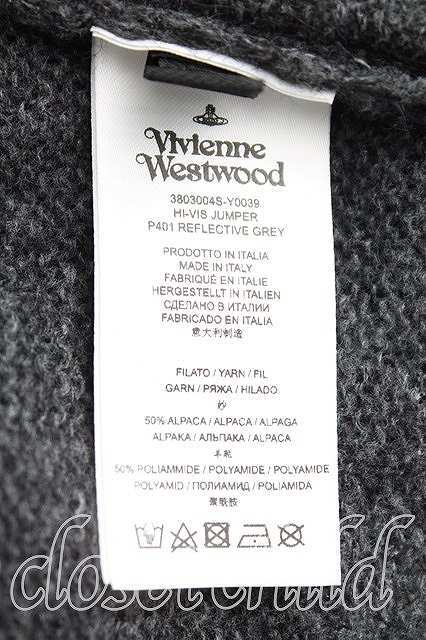 Vivienne
Westwood
3803004S-Y0039
HI-VIS JUMPER
P401 REFLECTIVE GREY
PRODOTTO IN ITALIA
MADE IN ITALY
FABRIQUÉ EN ITALIE
HERGESTELLT IN ITALIEN
СДЕЛАНО В ИТАЛИИ
FABRICADO EN ITALIA
意大利制造
FILATO / YARN / FIL
GARN / РЯЖА / HILADO
纱
50% ALPACA / ALPACA / ALPAGA
ALPAKA / АЛЬПАКА / ALPACA
羊驼
50% POLIAMMIDE / POLYAMIDE / POLYAMIDE
POLYAMID / ПОЛИАМИД / POLIAMIDA
聚酰胺
closet child